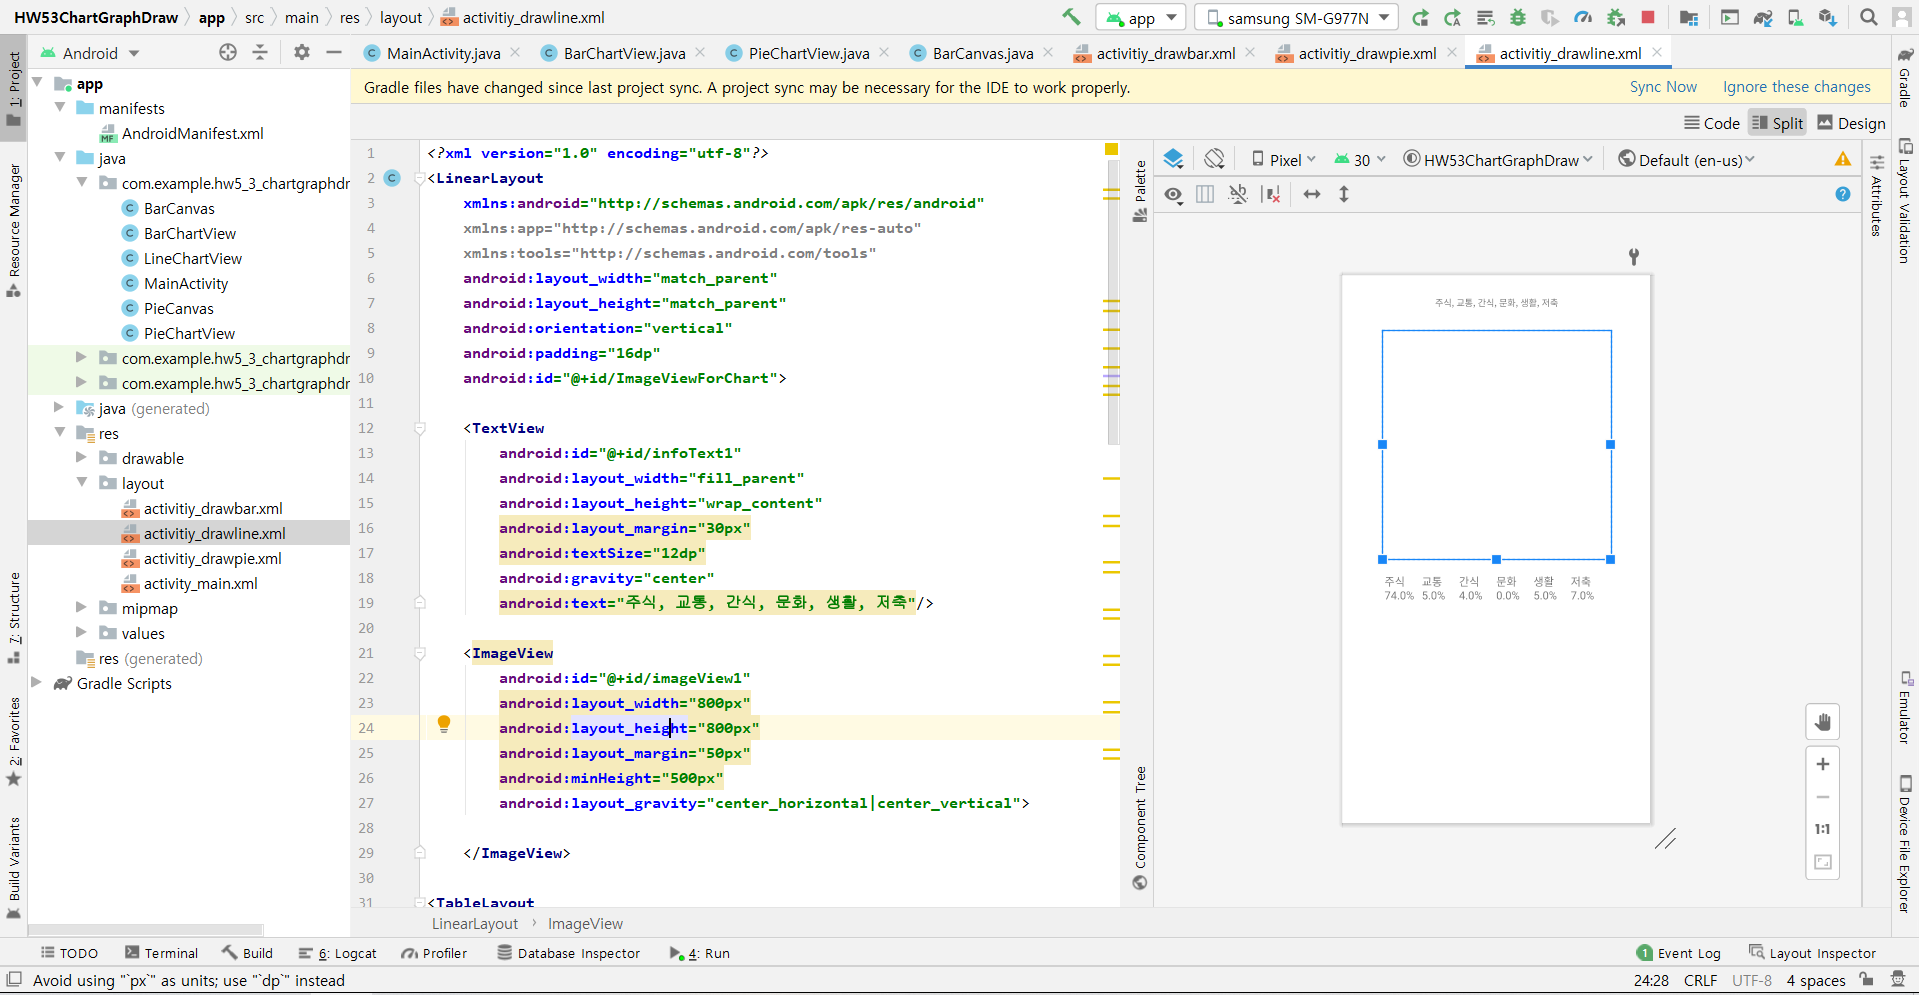 HW53ChartGraphDraw app src main res layout activitiy_drawline.xml
app samsung SM-G977N
Android
MainActivity.java BarChartView.java PieChartView.java BarCanvas.java activitiy_drawbar.xml activitiy_drawpie.xml activitiy_drawline.xml
Gradle files have changed since last project sync. A project sync may be necessary for the IDE to work properly. Sync Now Ignore these changes
Code Split Design
1: Project
Resource Manager
7: Structure
2: Favorites
Build Variants
app
manifests
MF AndroidManifest.xml
java
com.example.hw5_3_chartgraphdr
C BarCanvas
C BarChartView
C LineChartView
C MainActivity
C PieCanvas
C PieChartView
com.example.hw5_3_chartgraphdr
com.example.hw5_3_chartgraphdr
java (generated)
res
drawable
layout
activitiy_drawbar.xml
activitiy_drawline.xml
activitiy_drawpie.xml
activity_main.xml
mipmap
values
res (generated)
Gradle Scripts
1 <?xml version="1.0" encoding="utf-8"?>
2 <LinearLayout
3 xmlns:android="http://schemas.android.com/apk/res/android"
4 xmlns:app="http://schemas.android.com/apk/res-auto"
5 xmlns:tools="http://schemas.android.com/tools"
6 android:layout_width="match_parent"
7 android:layout_height="match_parent"
8 android:orientation="vertical"
9 android:padding="16dp"
10 android:id="@+id/ImageViewForChart">
11
12 <TextView
13 android:id="@+id/infoText1"
14 android:layout_width="fill_parent"
15 android:layout_height="wrap_content"
16 android:layout_margin="30px"
17 android:textSize="12dp"
18 android:gravity="center"
19 android:text="주식, 교통, 간식, 문화, 생활, 저축"/>
20
21 <ImageView
22 android:id="@+id/imageView1"
23 android:layout_width="800px"
24 android:layout_height="800px"
25 android:layout_margin="50px"
26 android:minHeight="500px"
27 android:layout_gravity="center_horizontal|center_vertical">
28
29 </ImageView>
30
31 <TableLayout
LinearLayout ImageView
Palette
Component Tree
Pixel 30 HW53ChartGraphDraw Default (en-us)
주식, 교통, 간식, 문화, 생활, 저축
주식 교통 간식 문화 생활 저축
74.0% 5.0% 4.0% 0.0% 5.0% 7.0%
1:1
Attributes
Gradle
Layout Validation
Emulator
Device File Explorer
TODO Terminal Build 6: Logcat Profiler Database Inspector 4: Run 1 Event Log Layout Inspector
Avoid using "`px`" as units; use "`dp`" instead 24:28 CRLF UTF-8 4 spaces